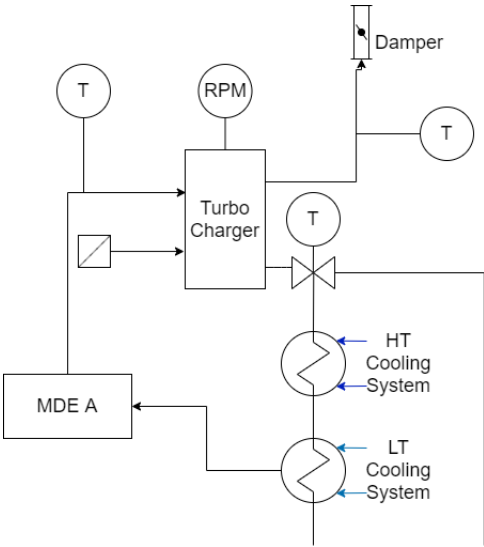 Damper
T
RPM
T
Turbo
Charger
T
HT
Cooling
System
MDE A
LT
Cooling
System